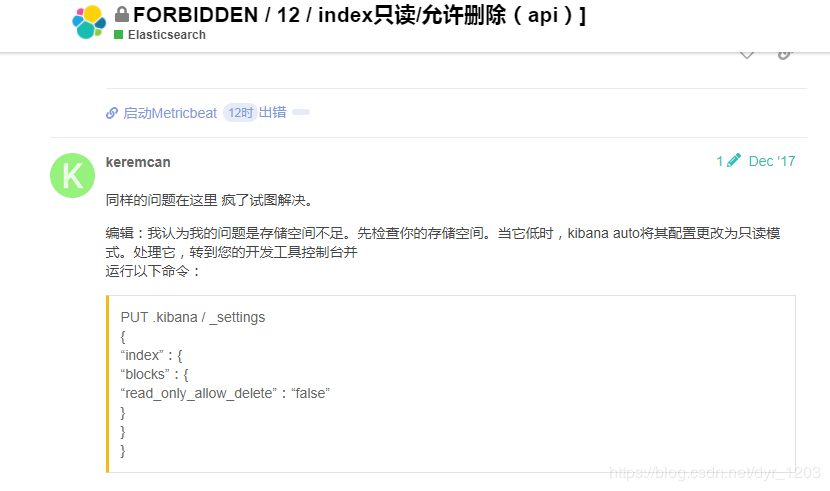 FORBIDDEN / 12 / index只读/允许删除（api）]
Elasticsearch
启动Metricbeat 12时出错
keremcan
1 Dec '17
同样的问题在这里 疯了试图解决。
编辑：我认为我的问题是存储空间不足。先检查你的存储空间。当它低时，kibana auto将其配置更改为只读模
式。处理它，转到您的开发工具控制台并
运行以下命令：
PUT .kibana / _settings
{
“index”：{
“blocks”：{
“read_only_allow_delete”：“false”
}
}
}
https://blog.csdn.net/dyr_1203